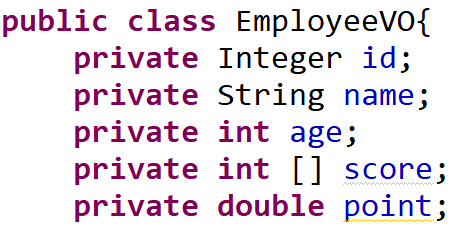 public class EmployeeVO{
    private Integer id;
    private String name;
    private int age;
    private int [] score;
    private double point;